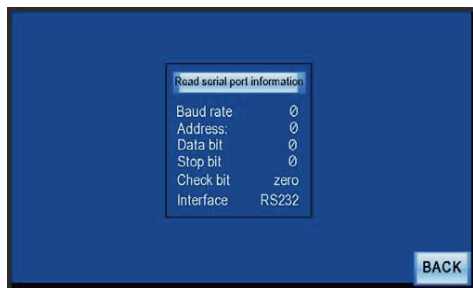 Read serial port information
Baud rate 0
Address: 0
Data bit 0
Stop bit 0
Check bit zero
Interface RS232
BACK